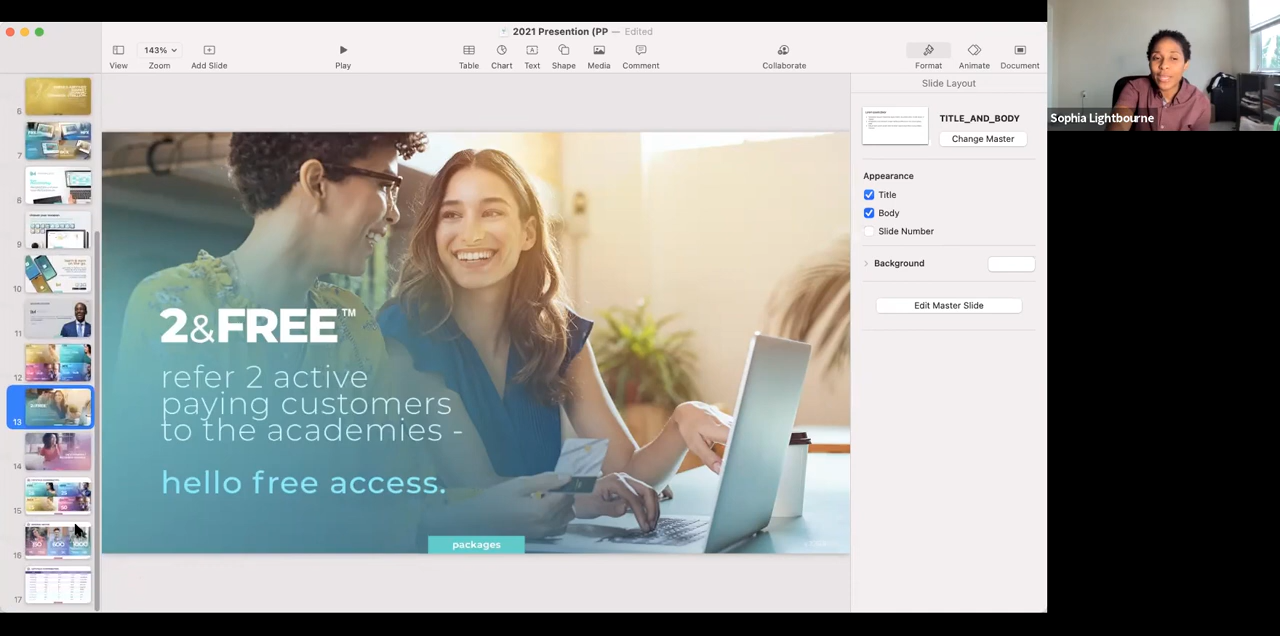 2021 Presention (PP — Edited
View
143%
Zoom
Add Slide
Play
Table
Chart
Text
Shape
Media
Comment
Collaborate
Format
Animate
Document
Slide Layout
TITLE_AND_BODY
Change Master
Appearance
Title
Body
Slide Number
Background
Edit Master Slide
6
7
8
9
10
11
12
13
14
15
16
17
2&FREE™
refer 2 active
paying customers
to the academies -
hello free access.
packages
Sophia Lightbourne